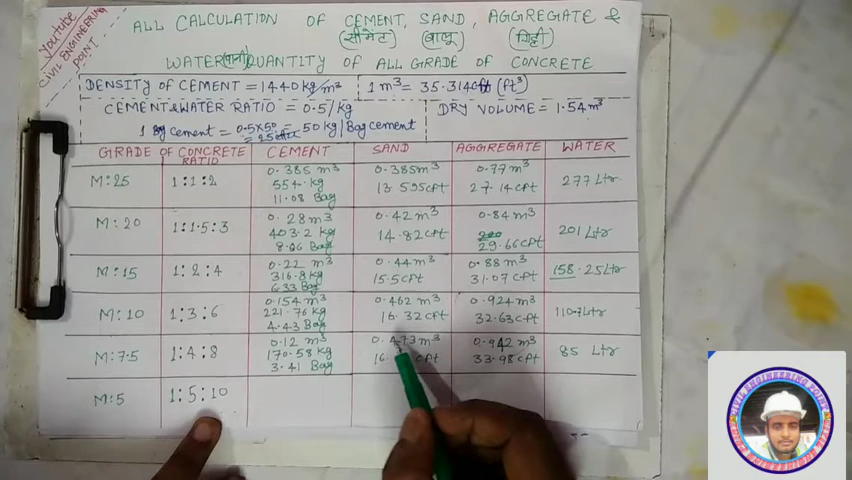 Youtube
CIVIL ENGINEERING
POINT
ALL CALCULATION OF CEMENT, SAND, AGGREGATE &
(सीमेंट) (बालू) (गिट्टी)
WATER(पानी)QUANTITY OF ALL GRADE OF CONCRETE
DENSITY OF CEMENT = 1440 kg/m³ 1 m³ = 35.314cft (ft³)
CEMENT & WATER RATIO = 0.5/kg DRY VOLUME = 1.54 m³
1 Bag cement = 0.5x50 = 50 kg/Bag cement
GRADE OF CONCRETE RATIO CEMENT SAND AGGREGATE WATER
M:25 1:1:2 0.385 m³ 0.385 m³ 0.77 m³ 277 Ltr
554. kg 13.595 cft 27.14 cft
11.08 Bag
M:20 1:1.5:3 0.28 m³ 0.42 m³ 0.84 m³ 201 Ltr
403.2 kg 14.82 cft 29.66 cft
8.06 Bag
M:15 1:2:4 0.22 m³ 0.44 m³ 0.88 m³ 158.25 Ltr
316.8 kg 15.5 cft 31.07 cft
6.33 Bag
M:10 1:3:6 0.154 m³ 0.462 m³ 0.924 m³ 110.7 Ltr
221.76 kg 16.32 cft 32.63 cft
4.43 Bag
M:7.5 1:4:8 0.12 m³ 0.473 m³ 0.942 m³ 85 Ltr
170.58 kg 16. cft 33.98 cft
3.41 Bag
M:5 1:5:10
CIVIL ENGINEERING POINT